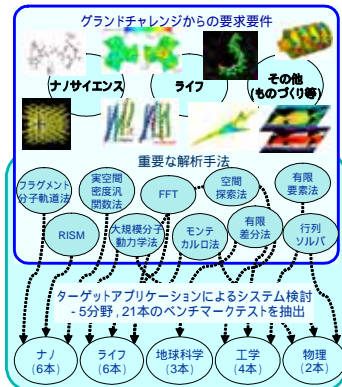 グランドチャレンジからの要求要件
ナノサイエンス
ライフ
その他
(ものづくり等)
重要な解析手法
フラグメント
分子軌道法
実空間
密度汎
関数法
FFT
空間
探索法
有限
要素法
RISM
大規模分子
動力学法
モンテ
カルロ法
有限
差分法
行列
ソルバ
ターゲットアプリケーションによるシステム検討
- 5分野, 21本のベンチマークテストを抽出
ナノ
(6本)
ライフ
(6本)
地球科学
(3本)
工学
(4本)
物理
(2本)